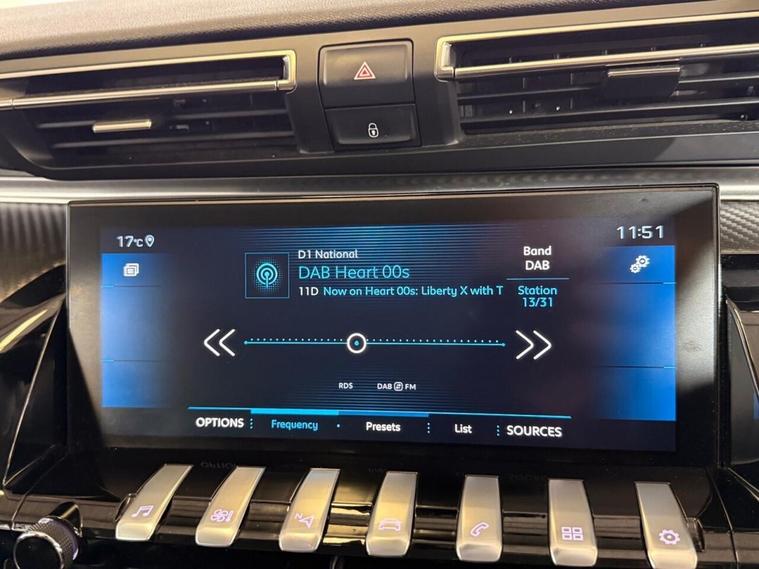 17°C
11:51
D1 National
DAB Heart 00s
11D Now on Heart 00s: Liberty X with T
Band
DAB
Station
13/31
RDS
DAB FM
OPTIONS
Frequency
Presets
List
SOURCES
N